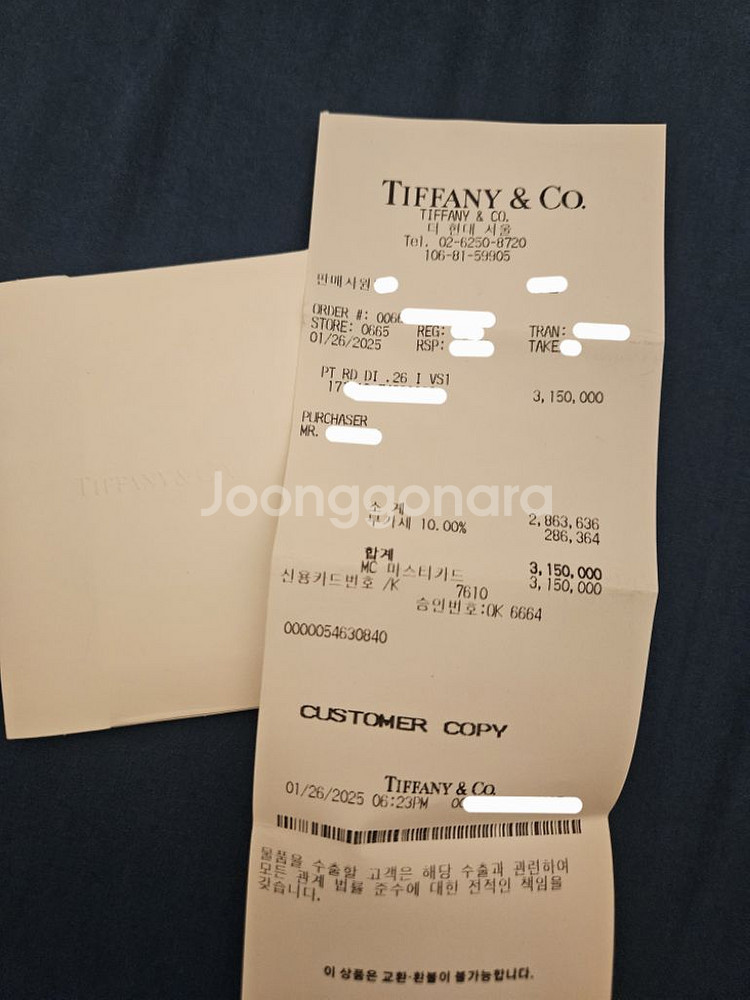 TIFFANY & CO.
TIFFANY & CO.
더 현대 서울
Tel. 02-6250-8720
106-81-59905
판매사원
ORDER #: 006
STORE: 0665 REG: TRAN:
01/26/2025 RSP: TAKE
PT RD DI .26 I VS1
17 3,150,000
PURCHASER
MR.
TIFFANY & CO.
Joonggonara
소 계 2,863,636
부가세 10.00% 286,364
합계 3,150,000
MC 마스터카드 3,150,000
신용카드번호 /K 7610
승인번호:OK 6664
0000054630840
CUSTOMER COPY
TIFFANY & CO.
01/26/2025 06:23PM
물품을 수출할 고객은 해당 수출과 관련하여
모든 관계 법률 준수에 대한 전적인 책임을
갖습니다.
이 상품은 교환·환불이 불가능합니다.